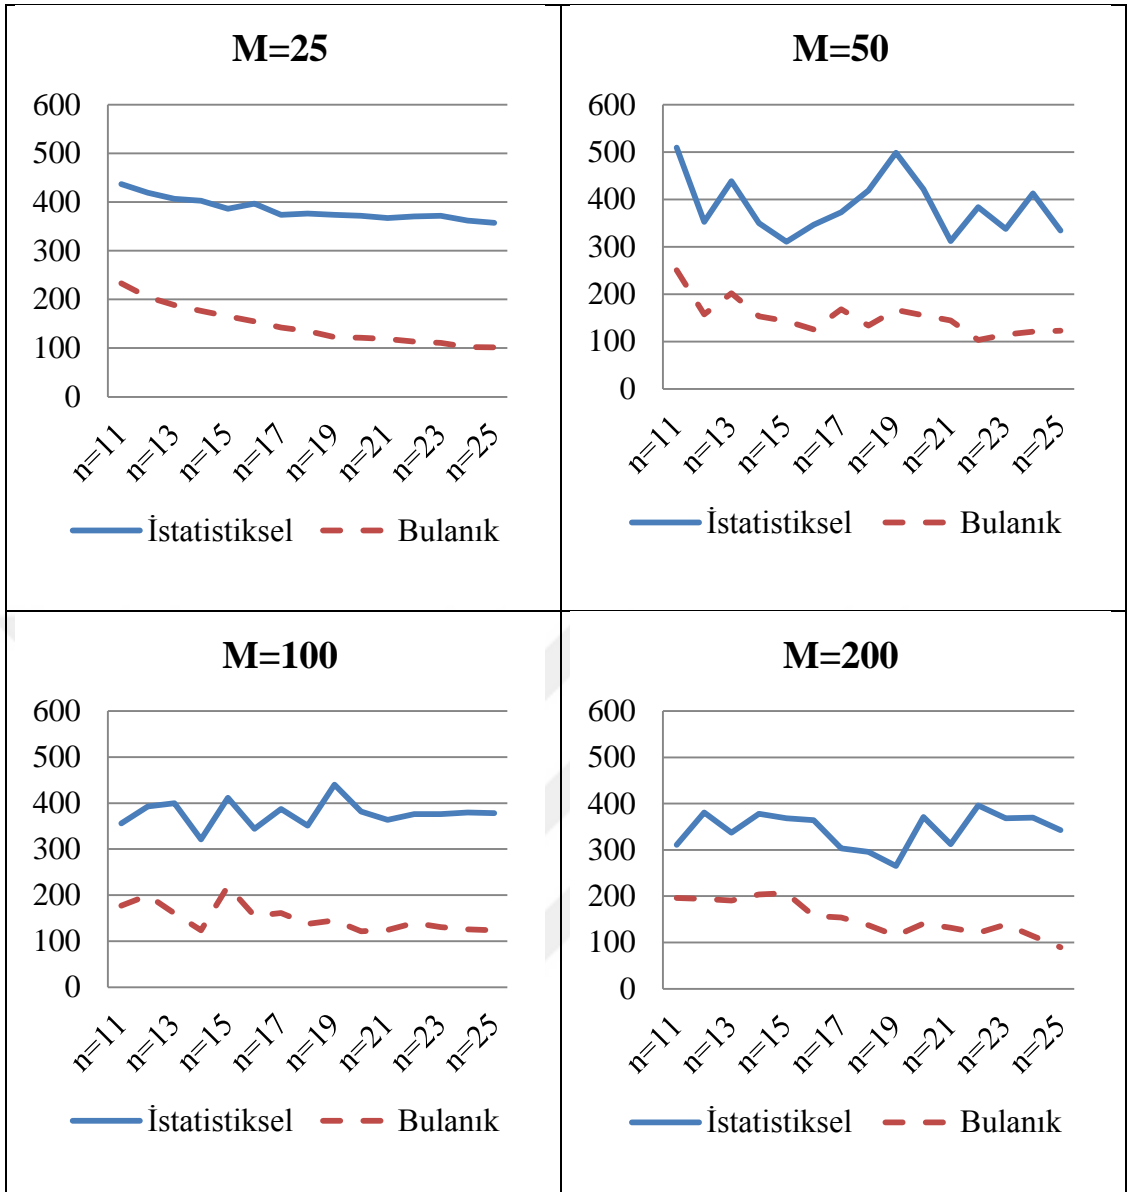 M=25
600
500
400
300
200
100
0
n=11
n=13
n=15
n=17
n=19
n=21
n=23
n=25
İstatistiksel
Bulanık
M=50
600
500
400
300
200
100
0
n=11
n=13
n=15
n=17
n=19
n=21
n=23
n=25
İstatistiksel
Bulanık
M=100
600
500
400
300
200
100
0
n=11
n=13
n=15
n=17
n=19
n=21
n=23
n=25
İstatistiksel
Bulanık
M=200
600
500
400
300
200
100
0
n=11
n=13
n=15
n=17
n=19
n=21
n=23
n=25
İstatistiksel
Bulanık